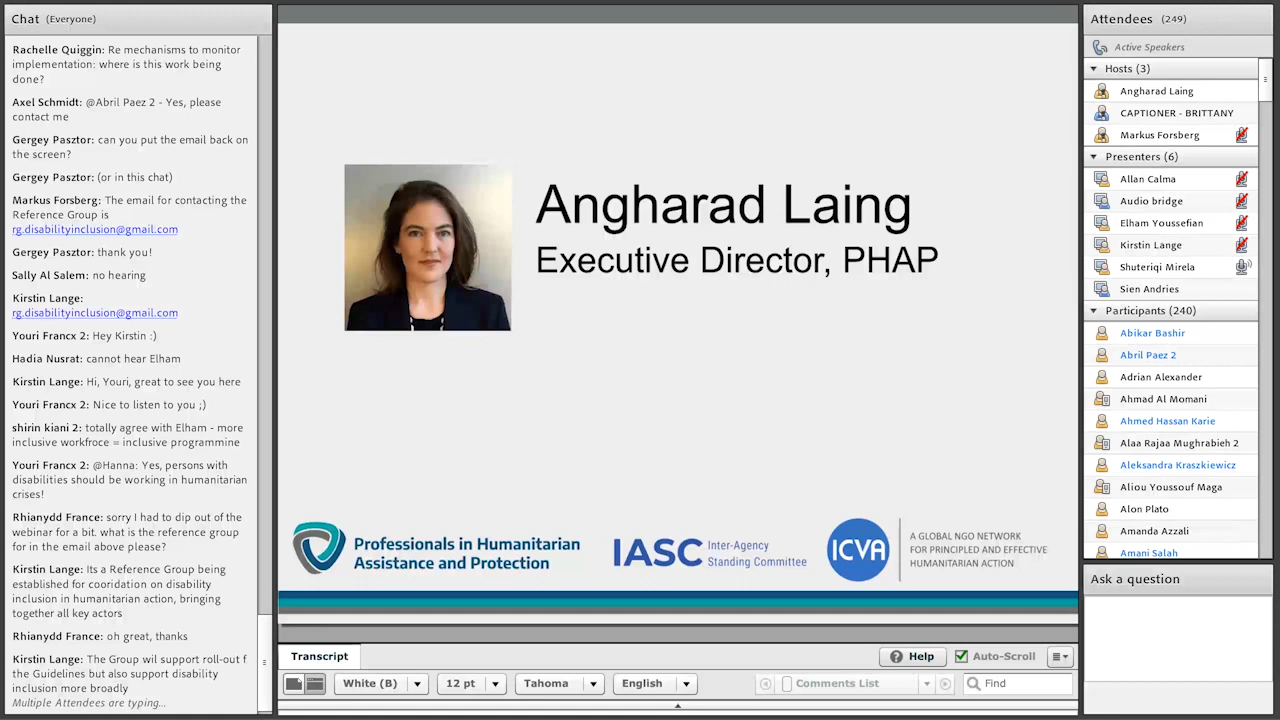 Chat (Everyone)
Rachelle Quiggin: Re mechanisms to monitor
implementation: where is this work being
done?
Axel Schmidt: @Abril Paez 2 - Yes, please
contact me
Gergey Pasztor: can you put the email back on
the screen?
Gergey Pasztor: (or in this chat)
Markus Forsberg: The email for contacting the
Reference Group is
rg.disabilityinclusion@gmail.com
Gergey Pasztor: thank you!
Sally Al Salem: no hearing
Kirstin Lange:
rg.disabilityinclusion@gmail.com
Youri Francx 2: Hey Kirstin :)
Hadia Nusrat: cannot hear Elham
Kirstin Lange: Hi, Youri, great to see you here
Youri Francx 2: Nice to listen to you ;)
shirin kiani 2: totally agree with Elham - more
inclusive workfroce = inclusive programmine
Youri Francx 2: @Hanna: Yes, persons with
disabilities should be working in humanitarian
crises!
Rhianydd France: sorry I had to dip out of the
webinar for a bit. what is the reference group
for in the email above please?
Kirstin Lange: Its a Reference Group being
established for cooridation on disability
inclusion in humanitarian action, bringing
together all key actors
Rhianydd France: oh great, thanks
Kirstin Lange: The Group wil support roll-out f
the Guidelines but also support disability
inclusion more broadly
Multiple Attendees are typing...
Angharad Laing
Executive Director, PHAP
Professionals in Humanitarian
Assistance and Protection
IASC Inter-Agency
Standing Committee
ICVA
A GLOBAL NGO NETWORK
FOR PRINCIPLED AND EFFECTIVE
HUMANITARIAN ACTION
Transcript
Help
Auto-Scroll
White (B)
12 pt
Tahoma
English
Comments List
Find
Attendees (249)
Active Speakers
Hosts (3)
Angharad Laing
CAPTIONER - BRITTANY
Markus Forsberg
Presenters (6)
Allan Calma
Audio bridge
Elham Youssefian
Kirstin Lange
Shuteriqi Mirela
Sien Andries
Participants (240)
Abikar Bashir
Abril Paez 2
Adrian Alexander
Ahmad Al Momani
Ahmed Hassan Karie
Alaa Rajaa Mughrabieh 2
Aleksandra Kraszkiewicz
Aliou Youssouf Maga
Alon Plato
Amanda Azzali
Amani Salah
Ask a question